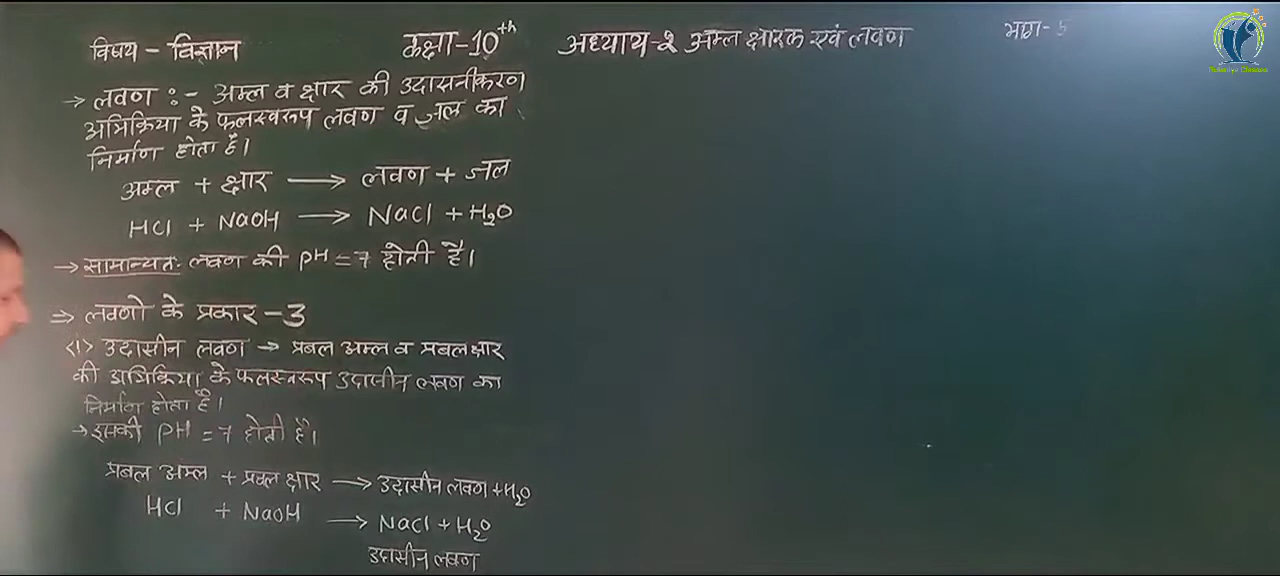 विषय - विज्ञान
कक्षा-10th
अध्याय-2 अम्ल क्षारक एवं लवण
भाग-5
→ लवण :- अम्ल व क्षार की उदासनीकरण
अभिक्रिया के फलस्वरूप लवण व जल का
निर्माण होता है।
अम्ल + क्षार ⟶ लवण + जल
HCl + NaOH ⟶ NaCl + H2O
→ सामान्यतः लवण की PH = 7 होती है।
⇒ लवणो के प्रकार - 3
<1> उदासीन लवण → प्रबल अम्ल व प्रबल क्षार
की अभिक्रिया के फलस्वरूप उदासीन लवण का
निर्माण होता है।
→ इसकी PH = 7 होती है।
प्रबल अम्ल + प्रबल क्षार ⟶ उदासीन लवण + H2O
HCl + NaOH ⟶ NaCl + H2O
उदासीन लवण